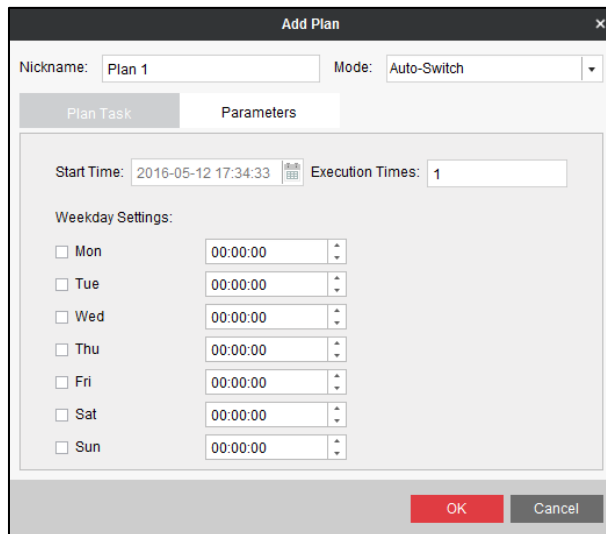 Add Plan ×
Nickname: Plan 1 Mode: Auto-Switch
Plan Task Parameters
Start Time: 2016-05-12 17:34:33 Execution Times: 1
Weekday Settings:
Mon 00:00:00
Tue 00:00:00
Wed 00:00:00
Thu 00:00:00
Fri 00:00:00
Sat 00:00:00
Sun 00:00:00
OK Cancel